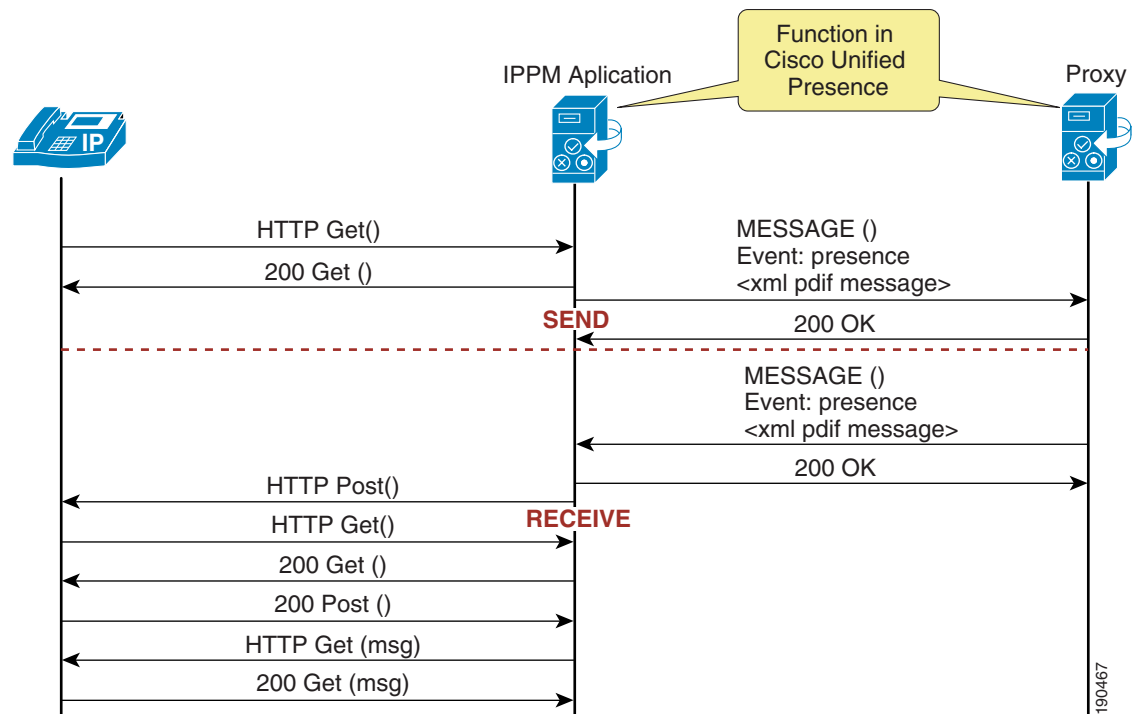 Function in
Cisco Unified
Presence
IPPM Aplication
Proxy
IP
HTTP Get()
MESSAGE ()
Event: presence
<xml pdif message>
200 Get ()
SEND
200 OK
MESSAGE ()
Event: presence
<xml pdif message>
200 OK
HTTP Post()
RECEIVE
HTTP Get()
200 Get ()
200 Post ()
HTTP Get (msg)
200 Get (msg)
190467